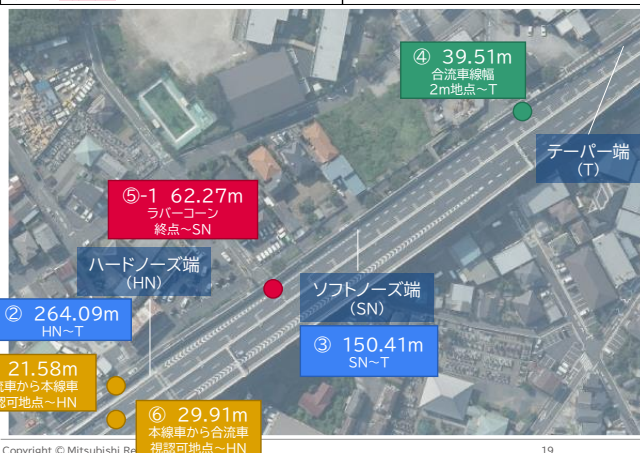 ④ 39.51m
合流車線幅
2m地点~T
テーパー端
(T)
⑤-1 62.27m
ラバーコーン
終点~SN
ハードノーズ端
(HN)
ソフトノーズ端
(SN)
② 264.09m
HN~T
③ 150.41m
SN~T
21.58m
車から本線車
可地点~HN
⑥ 29.91m
本線車から合流車
視認可地点~HN
Copyright © Mitsubishi Re
19